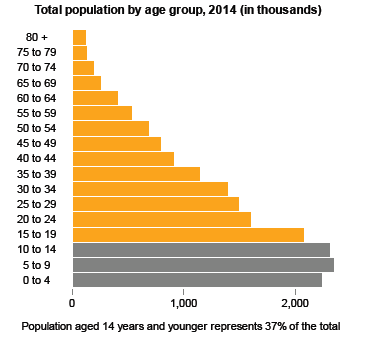 Total population by age group, 2014 (in thousands)
80 +
75 to 79
70 to 74
65 to 69
60 to 64
55 to 59
50 to 54
45 to 49
40 to 44
35 to 39
30 to 34
25 to 29
20 to 24
15 to 19
10 to 14
5 to 9
0 to 4
0 1,000 2,000
Population aged 14 years and younger represents 37% of the total